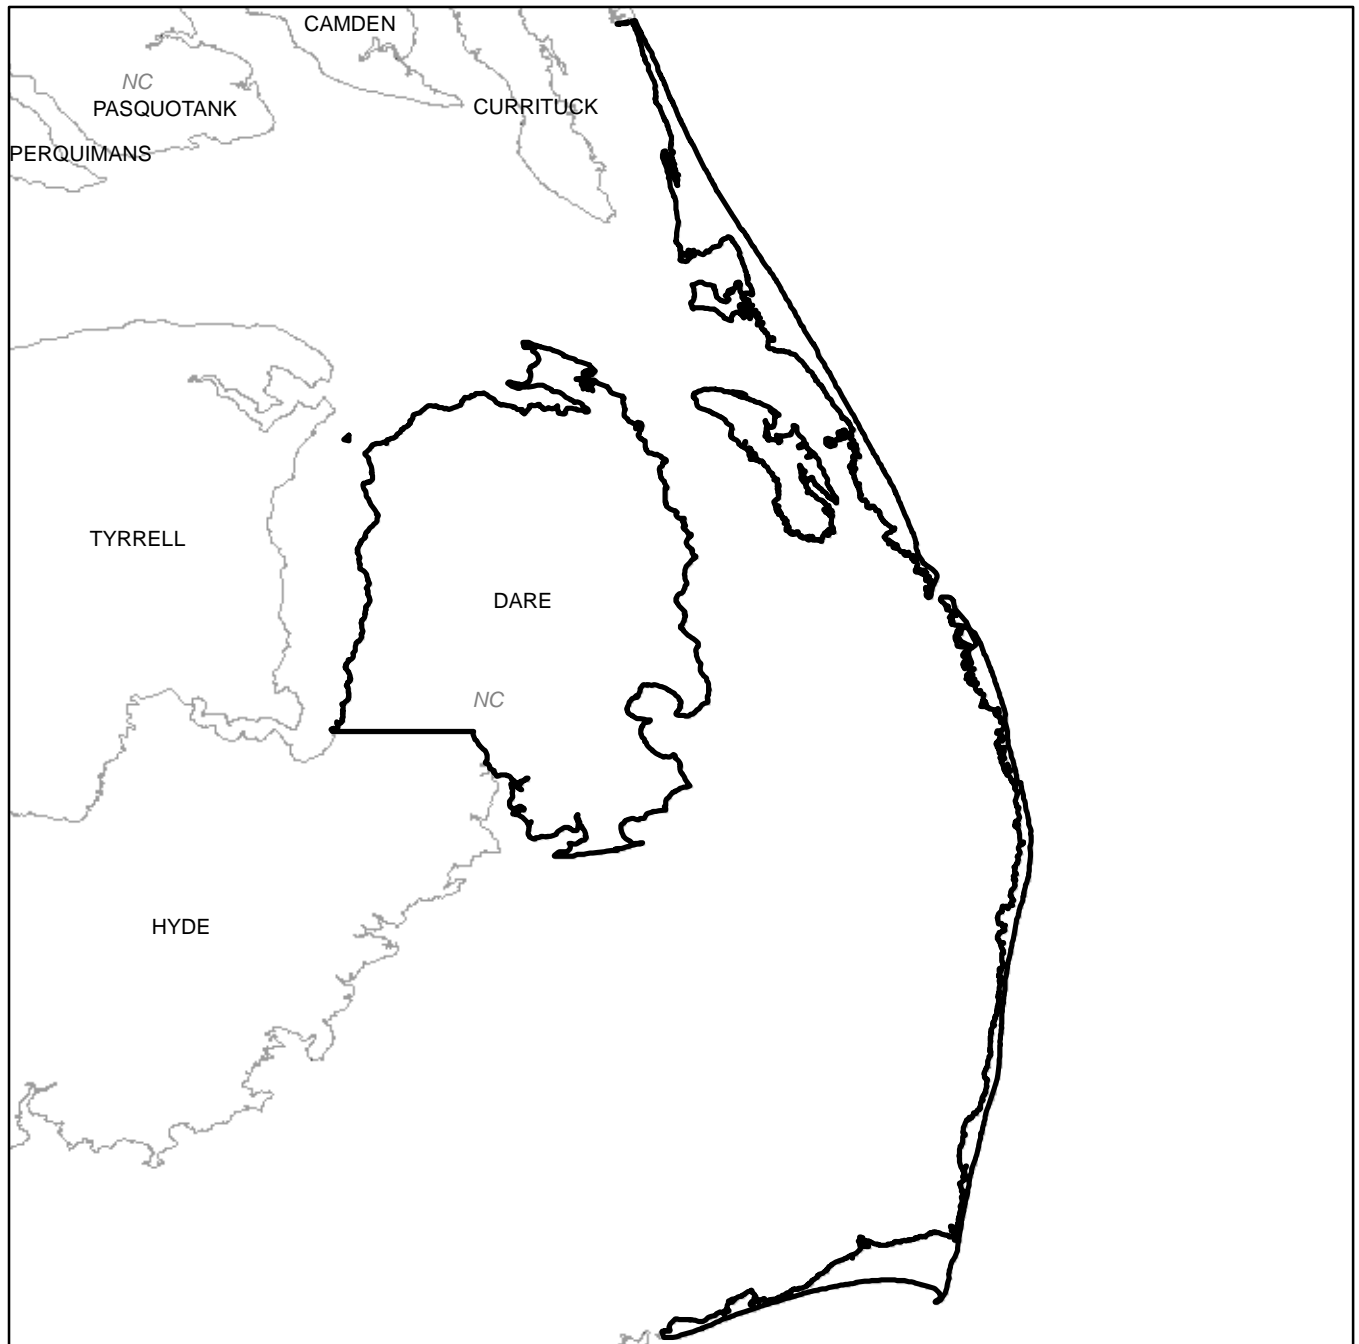 CAMDEN
NC
PASQUOTANK
CURRITUCK
PERQUIMANS
TYRRELL
DARE
NC
HYDE